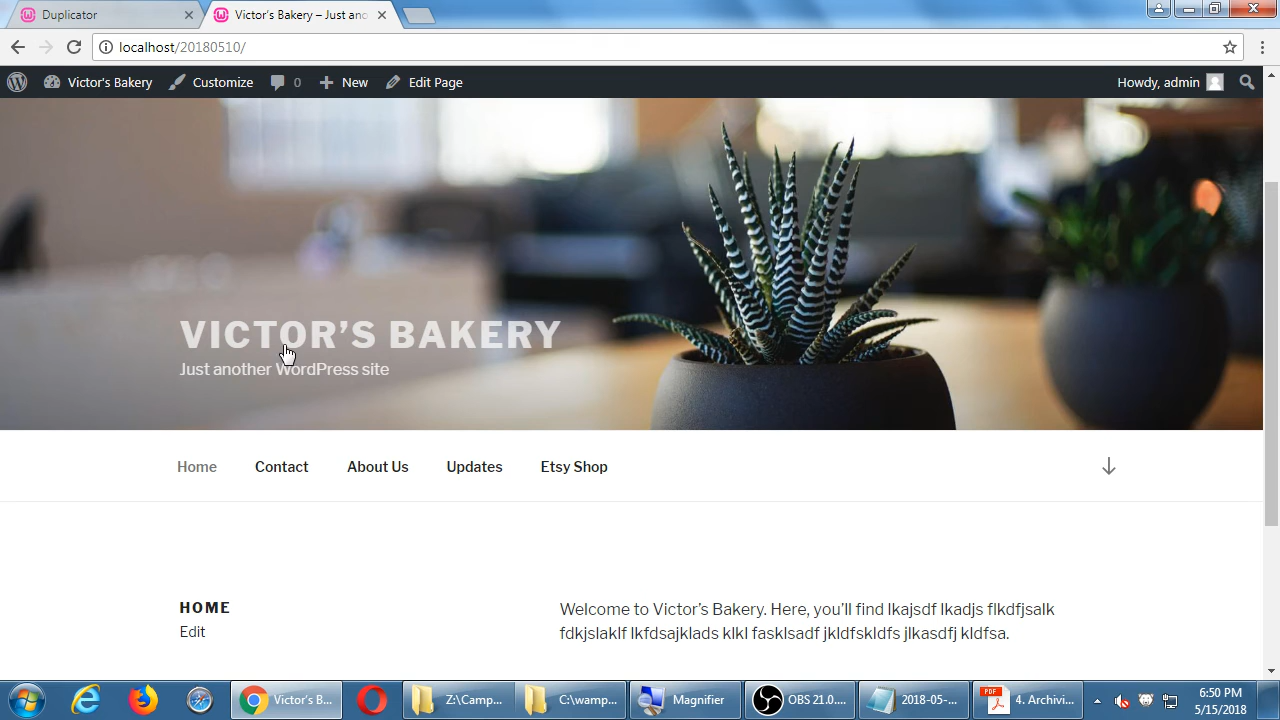 Duplicator
Victor's Bakery – Just ano
localhost/20180510/
Victor's Bakery
Customize
0
New
Edit Page
Howdy, admin
VICTOR'S BAKERY
Just another WordPress site
Home
Contact
About Us
Updates
Etsy Shop
HOME
Edit
Welcome to Victor's Bakery. Here, you'll find lkajsdf lkadjs flkdfjsalk
fdkjslaklf lkfdsajklads klkl fasklsadf jkldfskldfs jlkasdfj kldfsa.
Victor's B...
Z:\Camp...
C:\wamp...
Magnifier
OBS 21.0....
2018-05-...
PDF
4. Archivi...
6:50 PM
5/15/2018